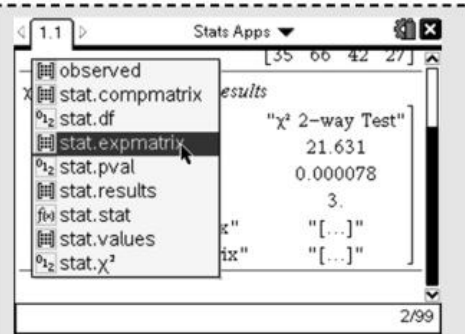 1.1 Stats Apps
[35 66 42 27]
observed
stat.compmatrix
esults
stat.df
"χ² 2-way Test"
stat.expmatrix
21.631
stat.pval
0.000078
stat.results
3.
stat.stat
"[...]"
stat.values
ix" "[...]"
stat.χ²
2/99